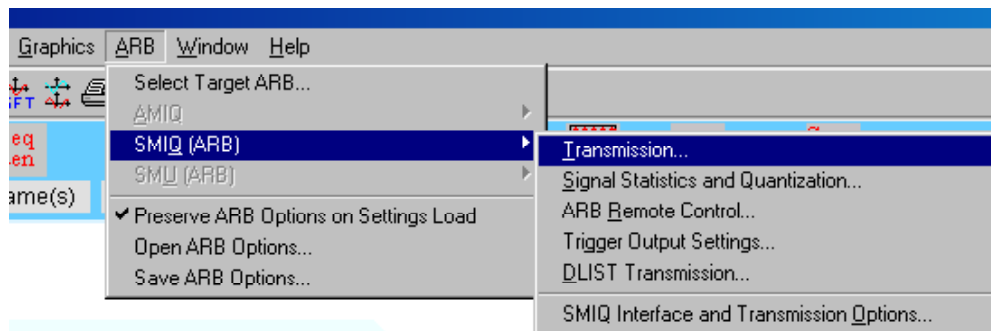 Graphics ARB Window Help
FFT
Select Target ARB...
AMIQ
SMIQ (ARB)
SMU (ARB)
Preserve ARB Options on Settings Load
Open ARB Options...
Save ARB Options...
Transmission...
Signal Statistics and Quantization...
ARB Remote Control...
Trigger Output Settings...
DLIST Transmission...
SMIQ Interface and Transmission Options...
eq
en
ame(s)